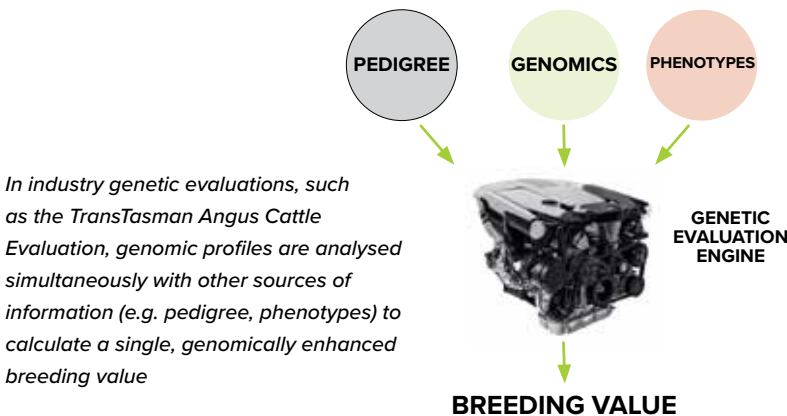 PEDIGREE
GENOMICS
PHENOTYPES
In industry genetic evaluations, such
as the TransTasman Angus Cattle
Evaluation, genomic profiles are analysed
simultaneously with other sources of
information (e.g. pedigree, phenotypes) to
calculate a single, genomically enhanced
breeding value
GENETIC
EVALUATION
ENGINE
BREEDING VALUE